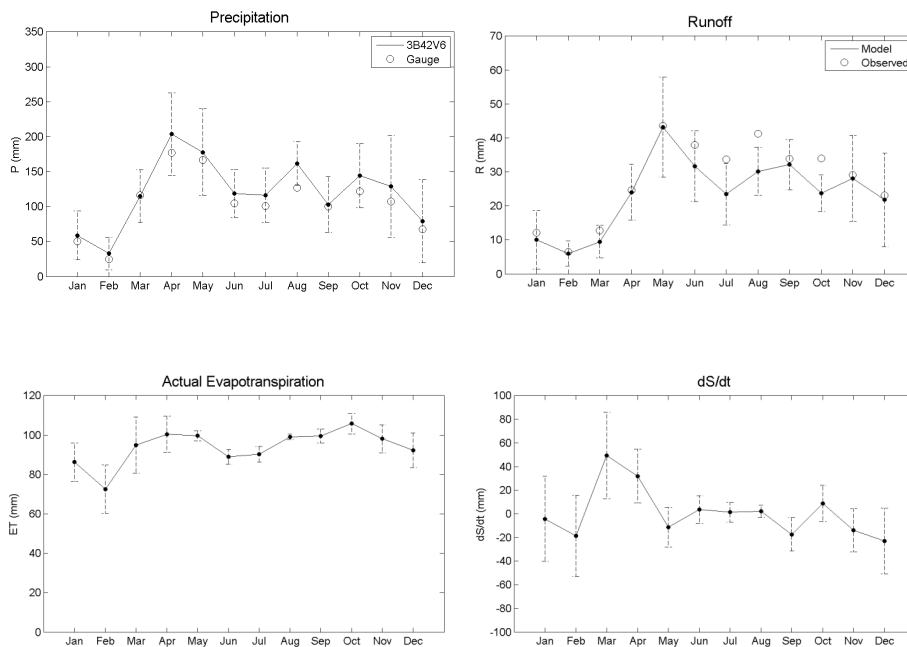 Precipitation
350
300
250
200
150
100
50
0
P (mm)
3B42V6
Gauge
Jan Feb Mar Apr May Jun Jul Aug Sep Oct Nov Dec
Runoff
70
60
50
40
30
20
10
0
R (mm)
Model
Observed
Jan Feb Mar Apr May Jun Jul Aug Sep Oct Nov Dec
Actual Evapotranspiration
120
100
80
60
40
20
0
ET (mm)
Jan Feb Mar Apr May Jun Jul Aug Sep Oct Nov Dec
dS/dt
100
80
60
40
20
0
-20
-40
-60
-80
-100
dS/dt (mm)
Jan Feb Mar Apr May Jun Jul Aug Sep Oct Nov Dec